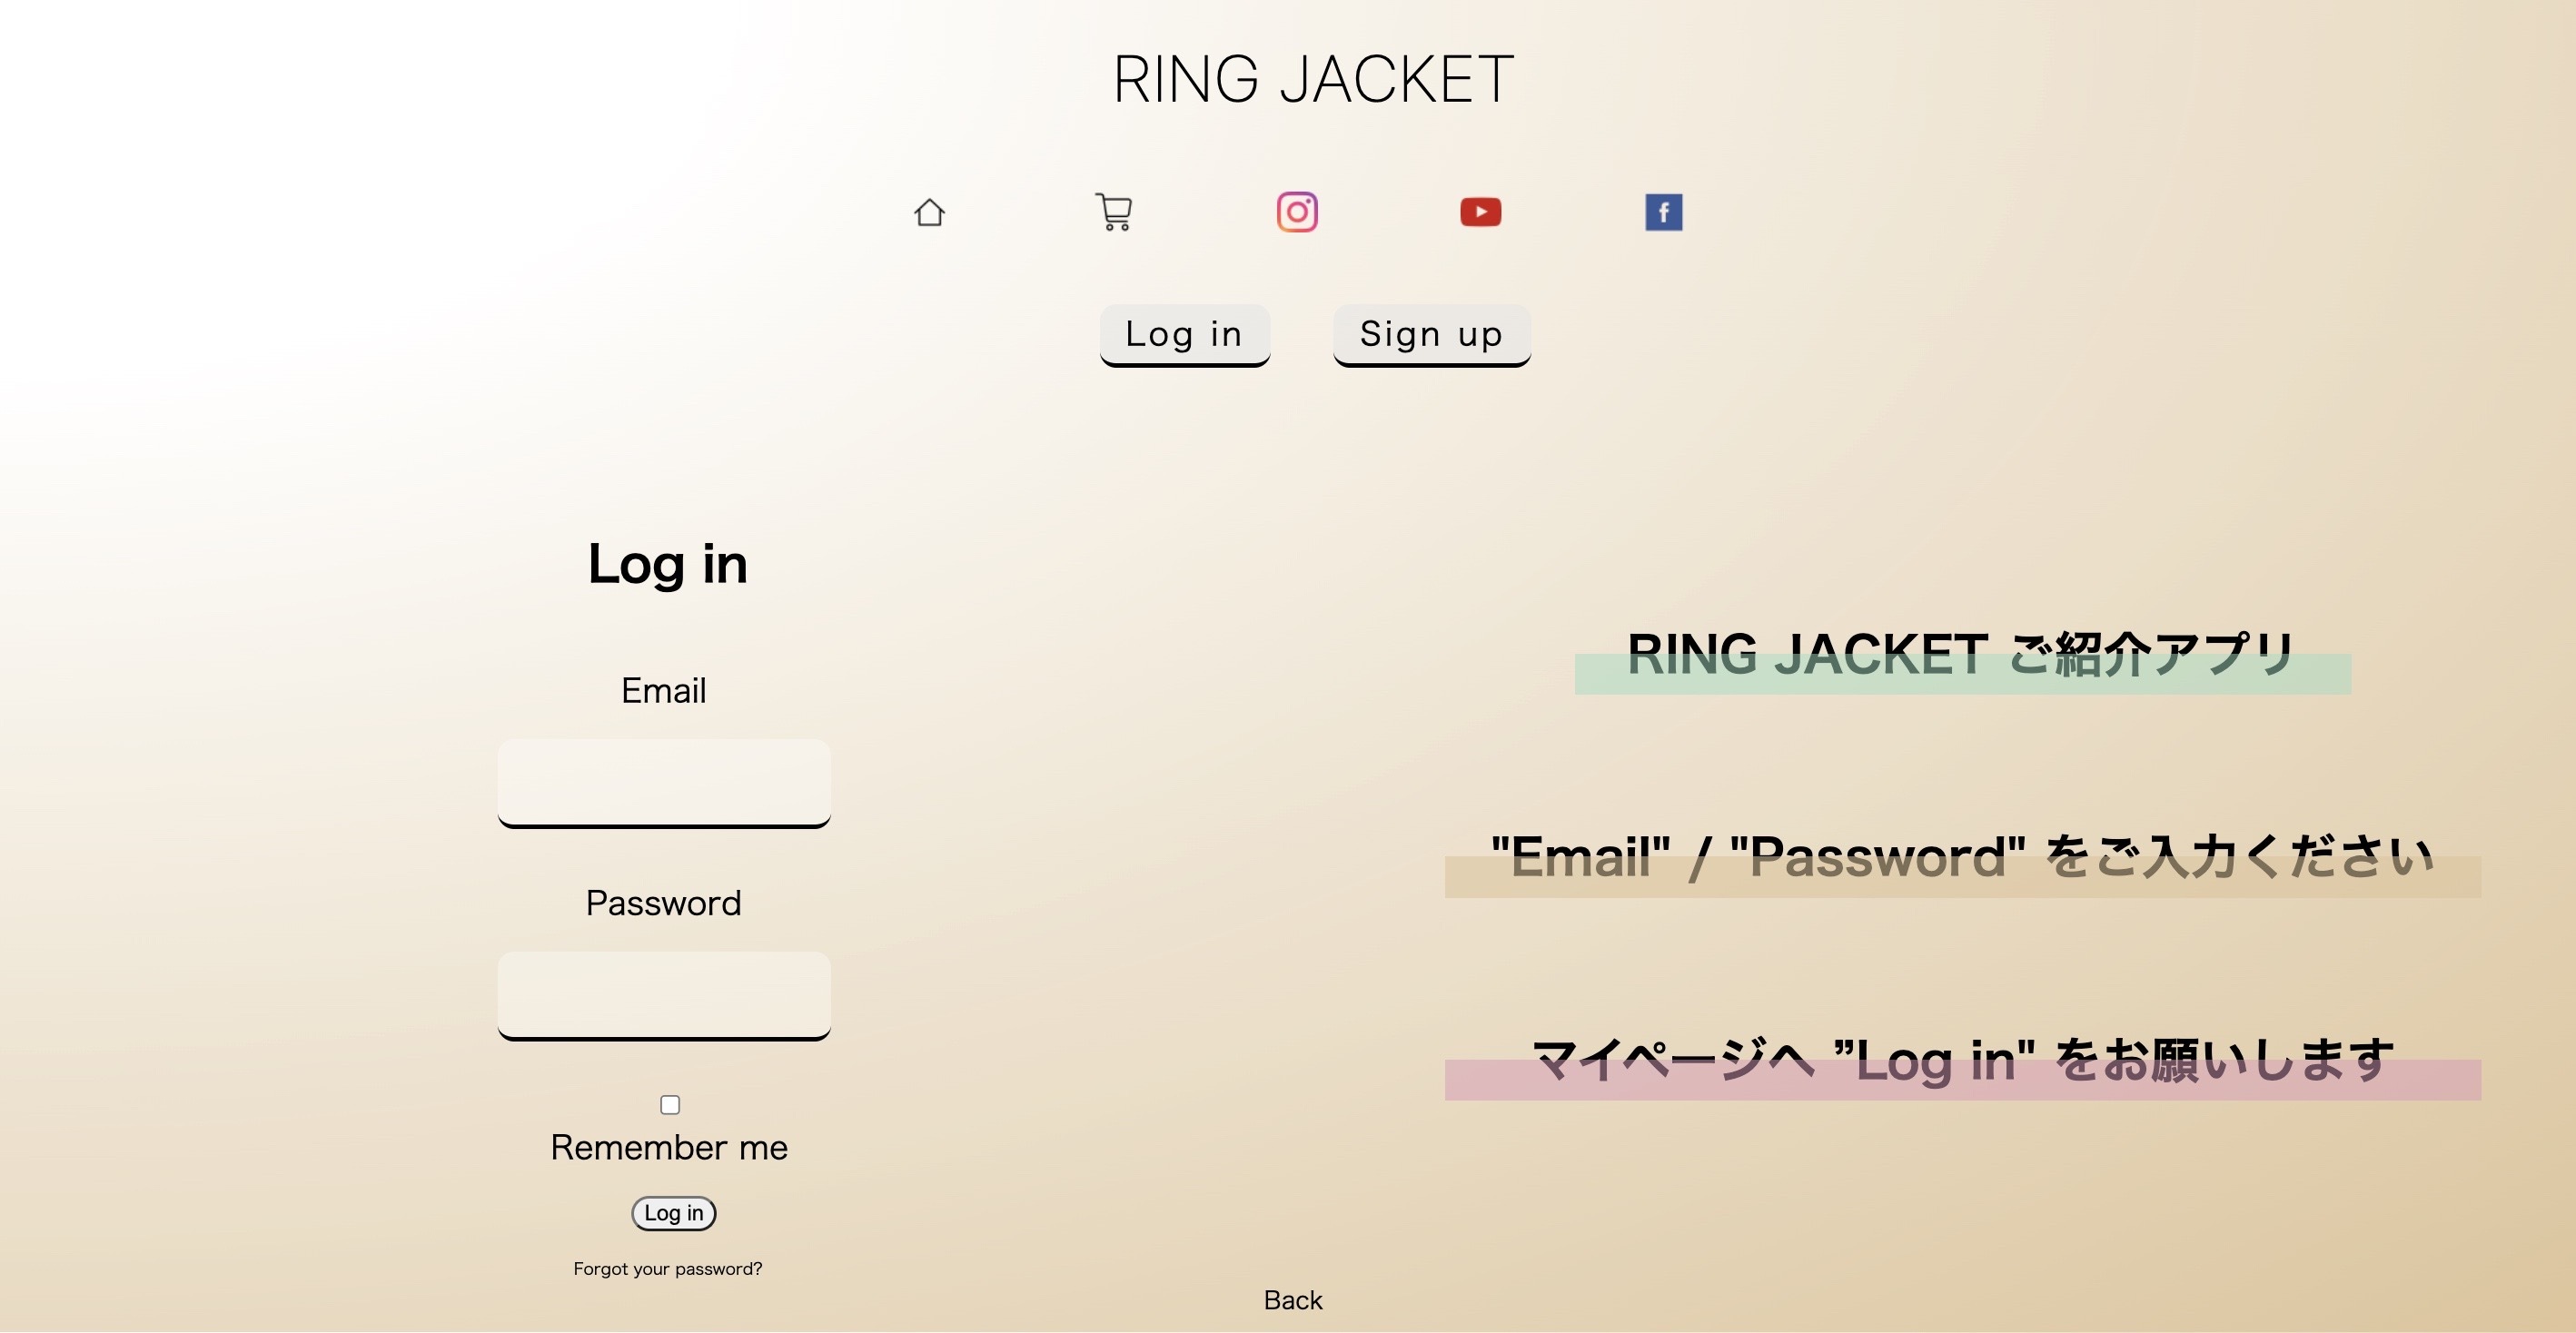 RING JACKET
Log in
Sign up
Log in
Email
Password
Remember me
Log in
Forgot your password?
RING JACKET ご紹介アプリ
"Email" / "Password" をご入力ください
マイページへ ”Log in" をお願いします
Back